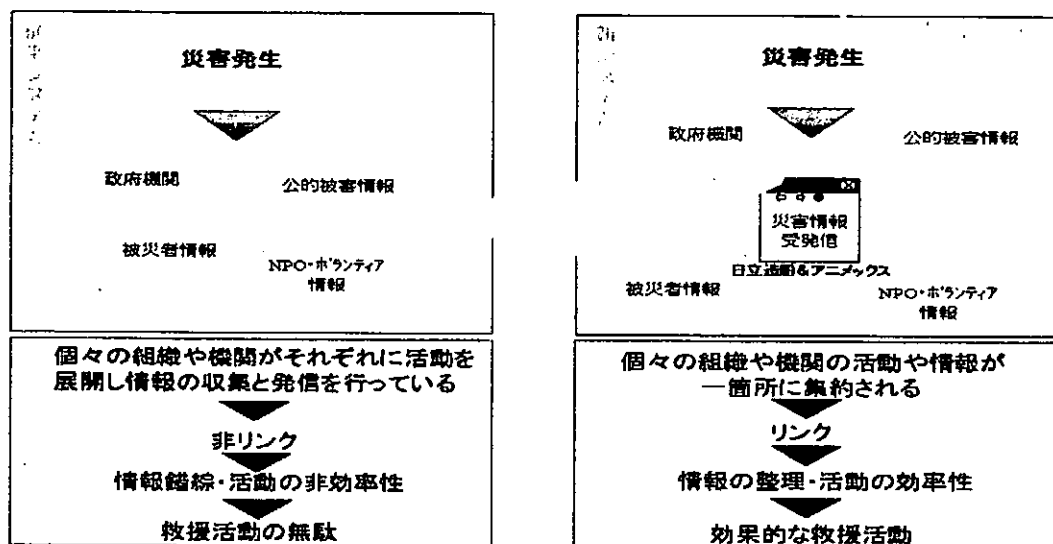 災害発生
政府機関
公的被害情報
被災者情報
NPO・ボランティア
情報
個々の組織や機関がそれぞれに活動を
展開し情報の収集と発信を行っている
非リンク
情報錯綜・活動の非効率性
救援活動の無駄
災害発生
政府機関
公的被害情報
災害情報
受発信
日立造船&アニメックス
被災者情報
NPO・ボランティア
情報
個々の組織や機関の活動や情報が
一箇所に集約される
リンク
情報の整理・活動の効率性
効果的な救援活動